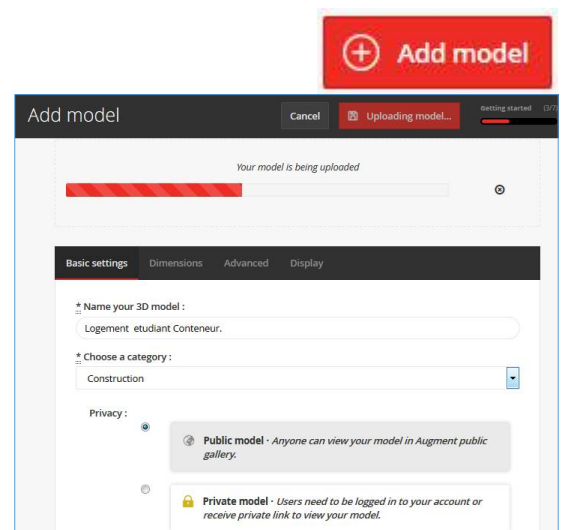 Add model
Add model Cancel Uploading model... Getting started (3/7)
Your model is being uploaded
Basic settings Dimensions Advanced Display
* Name your 3D model :
Logement etudiant Conteneur.
* Choose a category :
Construction
Privacy :
Public model · Anyone can view your model in Augment public
gallery.
Private model · Users need to be logged in to your account or
receive private link to view your model.